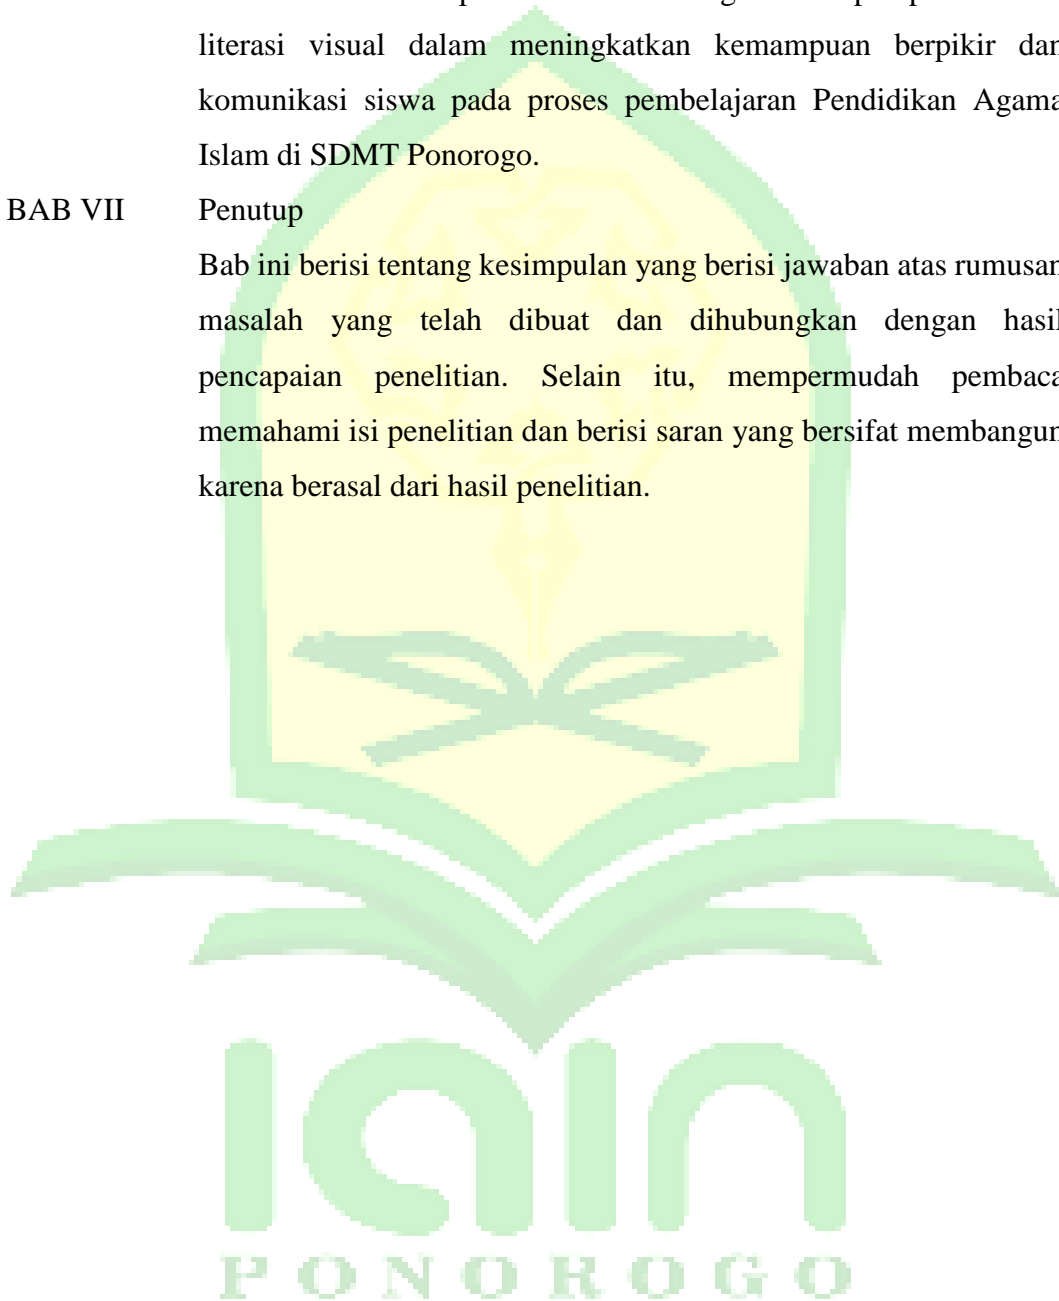 literasi visual dalam meningkatkan kemampuan berpikir dan
komunikasi siswa pada proses pembelajaran Pendidikan Agama
Islam di SDMT Ponorogo.
BAB VII Penutup
Bab ini berisi tentang kesimpulan yang berisi jawaban atas rumusan
masalah yang telah dibuat dan dihubungkan dengan hasil
pencapaian penelitian. Selain itu, mempermudah pembaca
memahami isi penelitian dan berisi saran yang bersifat membangun
karena berasal dari hasil penelitian.
iain
PONOROGO